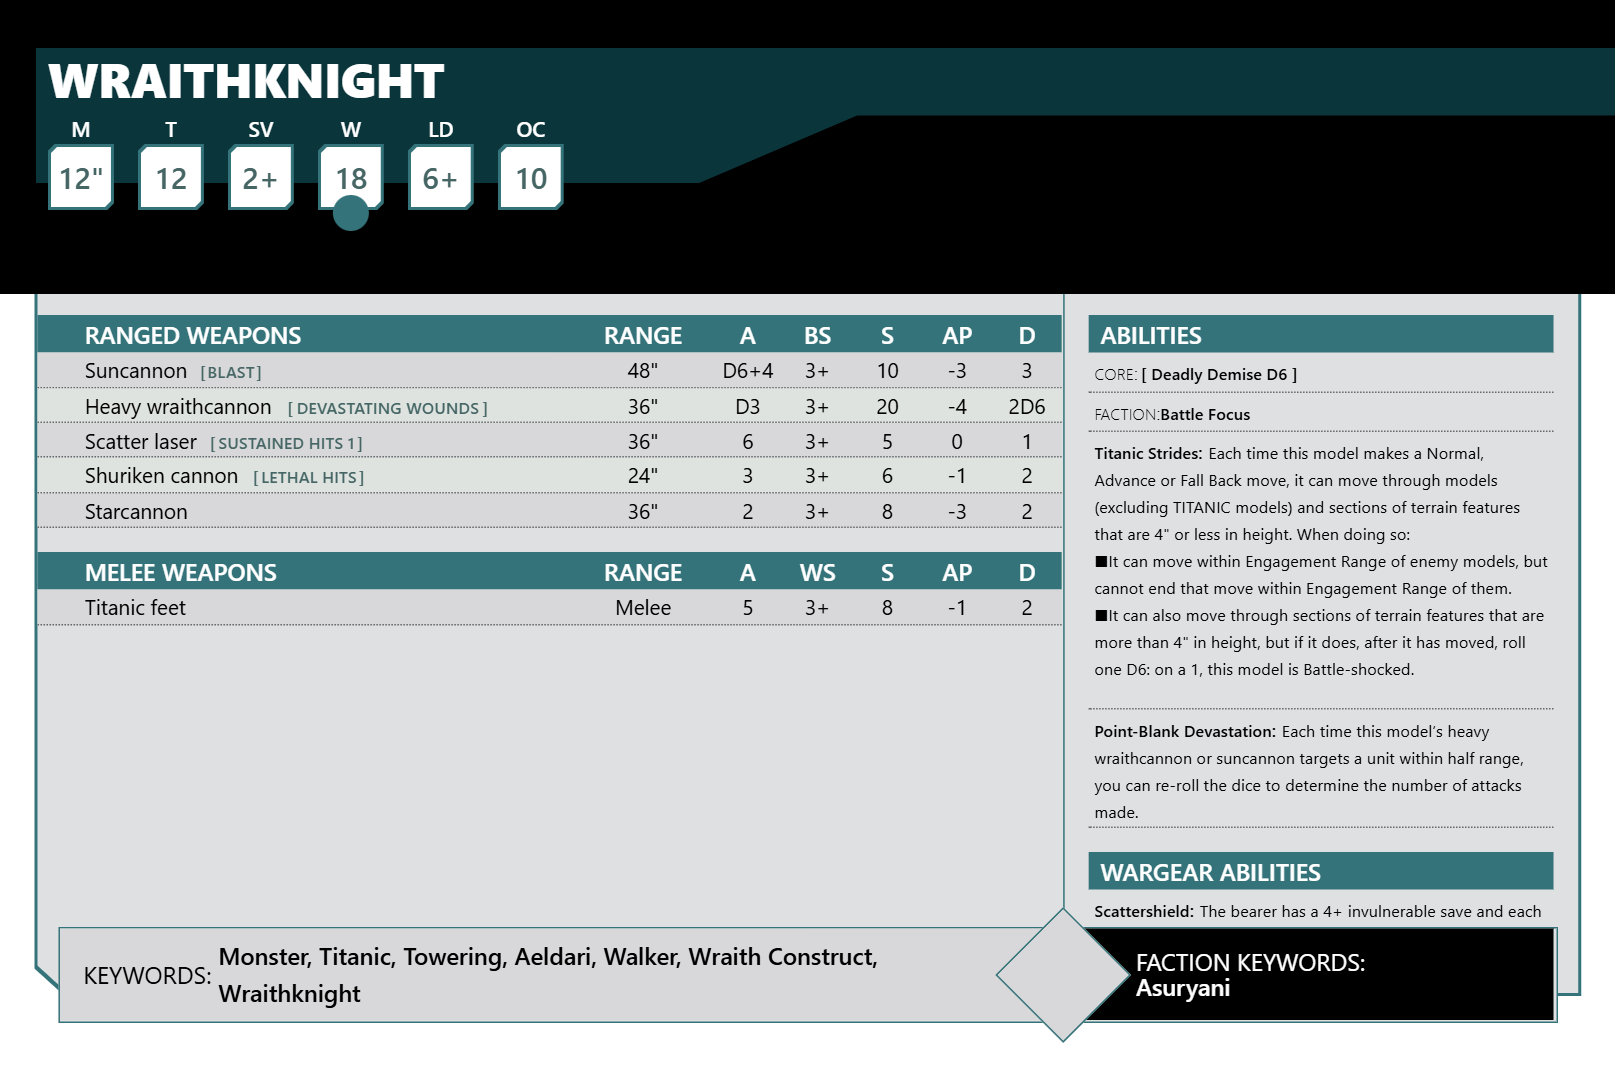 WRAITHKNIGHT
M T SV W LD OC
12" 12 2+ 18 6+ 10
RANGED WEAPONS RANGE A BS S AP D
Suncannon [BLAST] 48" D6+4 3+ 10 -3 3
Heavy wraithcannon [ DEVASTATING WOUNDS ] 36" D3 3+ 20 -4 2D6
Scatter laser [ SUSTAINED HITS 1 ] 36" 6 3+ 5 0 1
Shuriken cannon [ LETHAL HITS ] 24" 3 3+ 6 -1 2
Starcannon 36" 2 3+ 8 -3 2
MELEE WEAPONS RANGE A WS S AP D
Titanic feet Melee 5 3+ 8 -1 2
ABILITIES
CORE: [ Deadly Demise D6 ]
FACTION:Battle Focus
Titanic Strides: Each time this model makes a Normal,
Advance or Fall Back move, it can move through models
(excluding TITANIC models) and sections of terrain features
that are 4" or less in height. When doing so:
■It can move within Engagement Range of enemy models, but
cannot end that move within Engagement Range of them.
■It can also move through sections of terrain features that are
more than 4" in height, but if it does, after it has moved, roll
one D6: on a 1, this model is Battle-shocked.
Point-Blank Devastation: Each time this model’s heavy
wraithcannon or suncannon targets a unit within half range,
you can re-roll the dice to determine the number of attacks
made.
WARGEAR ABILITIES
Scattershield: The bearer has a 4+ invulnerable save and each
KEYWORDS: Monster, Titanic, Towering, Aeldari, Walker, Wraith Construct,
Wraithknight
FACTION KEYWORDS:
Asuryani